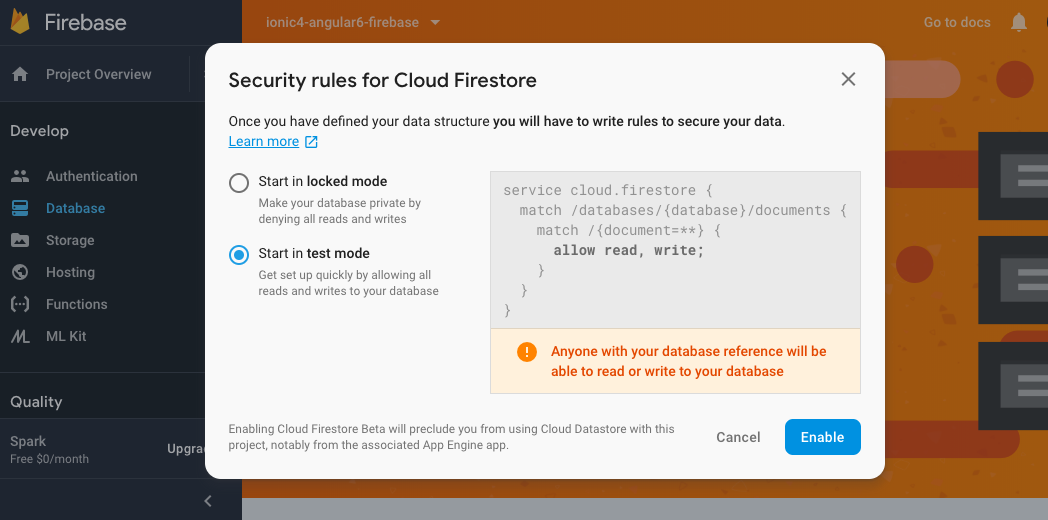 Firebase
ionic4-angular6-firebase
Go to docs
Project Overview
Develop
Authentication
Database
Storage
Hosting
Functions
ML Kit
Quality
Spark
Free $0/month
Security rules for Cloud Firestore
Once you have defined your data structure you will have to write rules to secure your data.
Learn more
Start in locked mode
Make your database private by
denying all reads and writes
Start in test mode
Get set up quickly by allowing all
reads and writes to your database
service cloud.firestore {
match /databases/{database}/documents {
match /{document=**} {
allow read, write;
}
}
}
! Anyone with your database reference will be
able to read or write to your database
Enabling Cloud Firestore Beta will preclude you from using Cloud Datastore with this
project, notably from the associated App Engine app.
Cancel
Enable